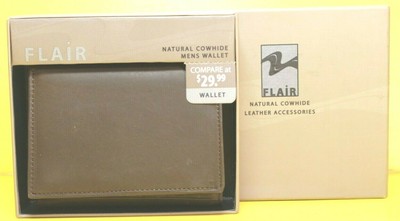 FLAIR
NATURAL COWHIDE
MENS WALLET
COMPARE at
$29.99
WALLET
FLAIR
NATURAL COWHIDE
LEATHER ACCESSORIES